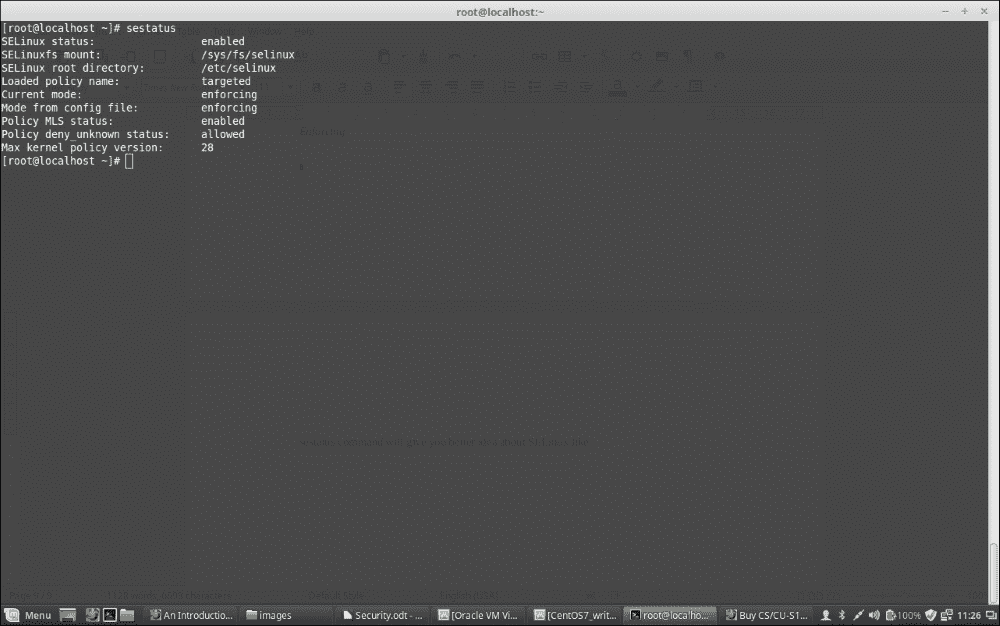 root@localhost:~
[root@localhost ~]# sestatus
SELinux status:                 enabled
SELinuxfs mount:                /sys/fs/selinux
SELinux root directory:         /etc/selinux
Loaded policy name:             targeted
Current mode:                   enforcing
Mode from config file:          enforcing
Policy MLS status:              enabled
Policy deny_unknown status:     allowed
Max kernel policy version:      28
[root@localhost ~]#
Menu An Introductio... images Security.odt - ... [Oracle VM Vi... [CentOS7_writ... root@localho... Buy CS/CU-S1... 100% 11:26